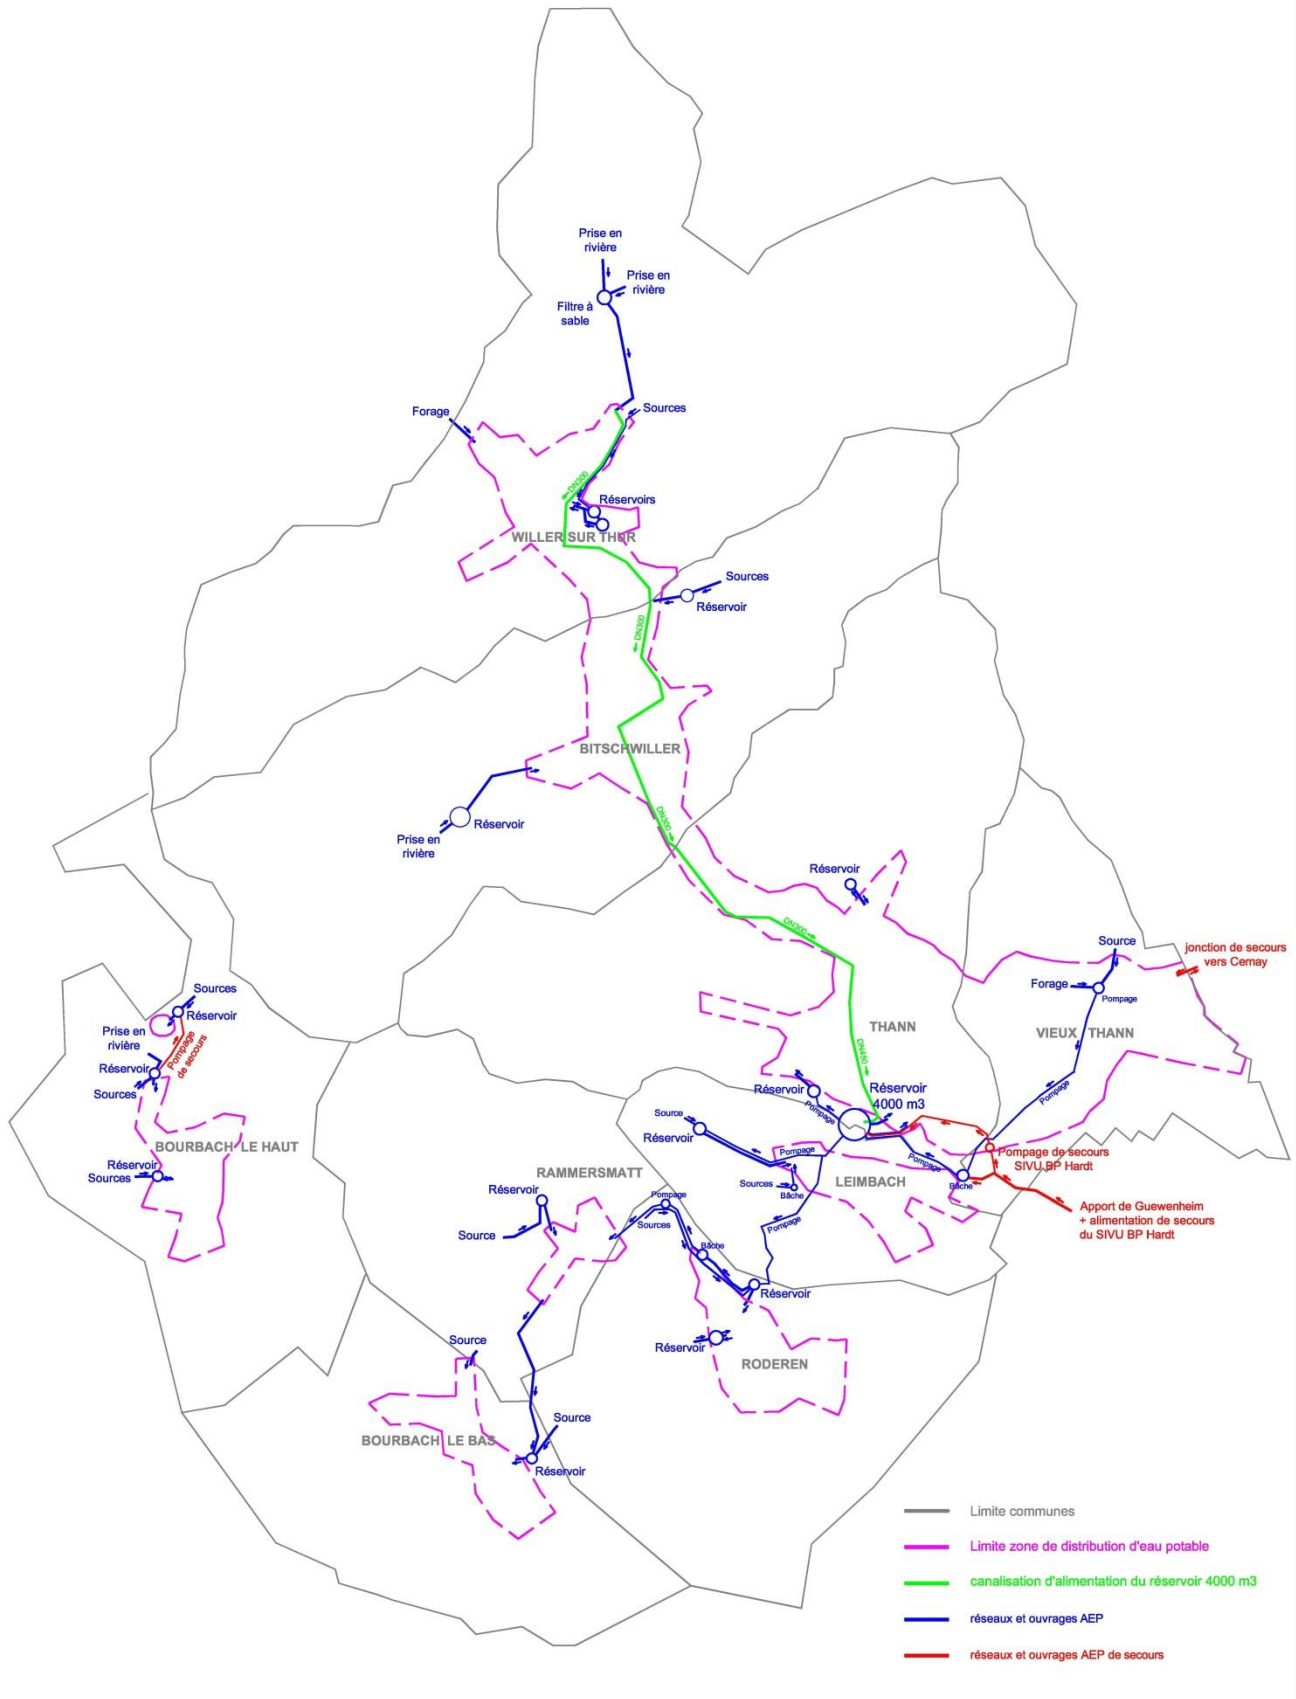 Prise en
rivière
Prise en
rivière
Filtre à
sable
Forage
Sources
DN300
Réservoirs
WILLER SUR THUR
Sources
Réservoir
DN300
BITSCHWILLER
Réservoir
Prise en
rivière
DN300
Réservoir
DN300
Source
jonction de secours
vers Cernay
Forage
Pompage
Sources
Réservoir
Prise en
rivière
Pompage
de secours
Réservoir
Sources
THANN
VIEUX THANN
DN450
Réservoir
Pompage
Réservoir
4000 m3
Pompage
Source
Réservoir
Pompage
Pompage
Pompage de secours
SIVU BP Hardt
BOURBACH LE HAUT
Réservoir
Sources
RAMMERSMATT
Sources
Bâche
LEIMBACH
Bâche
Réservoir
Source
Pompage
Sources
Pompage
Apport de Guewenheim
+ alimentation de secours
du SIVU BP Hardt
Bâche
Réservoir
Réservoir
RODEREN
Source
Source
BOURBACH LE BAS
Réservoir
Limite communes
Limite zone de distribution d'eau potable
canalisation d'alimentation du réservoir 4000 m3
réseaux et ouvrages AEP
réseaux et ouvrages AEP de secours